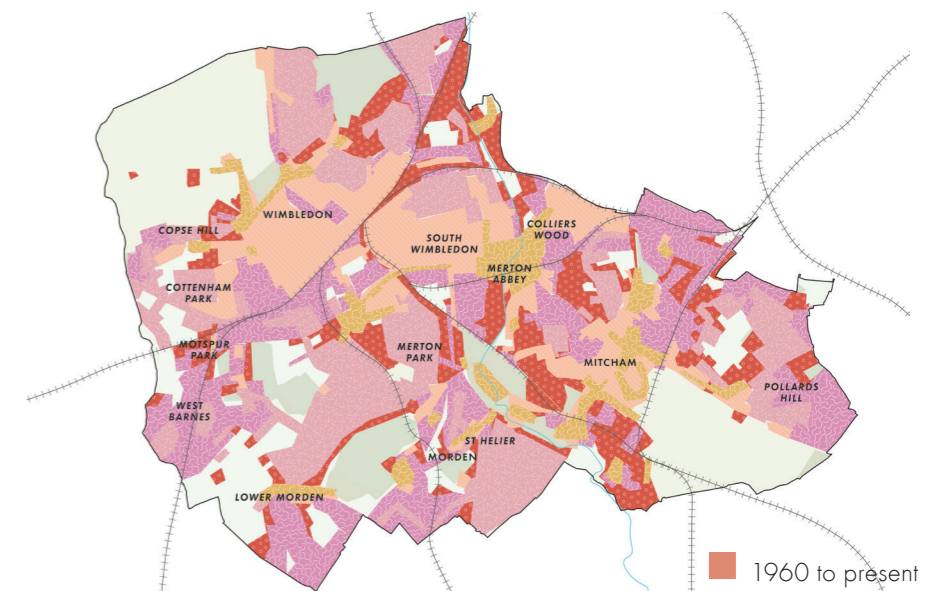 WIMBLEDON
COPSE HILL
COLLIERS
WOOD
SOUTH
WIMBLEDON
MERTON
ABBEY
COTTENHAM
PARK
MOTSPUR
PARK
MERTON
PARK
MITCHAM
POLLARDS
HILL
WEST
BARNES
ST HELIER
MORDEN
LOWER MORDEN
1960 to present